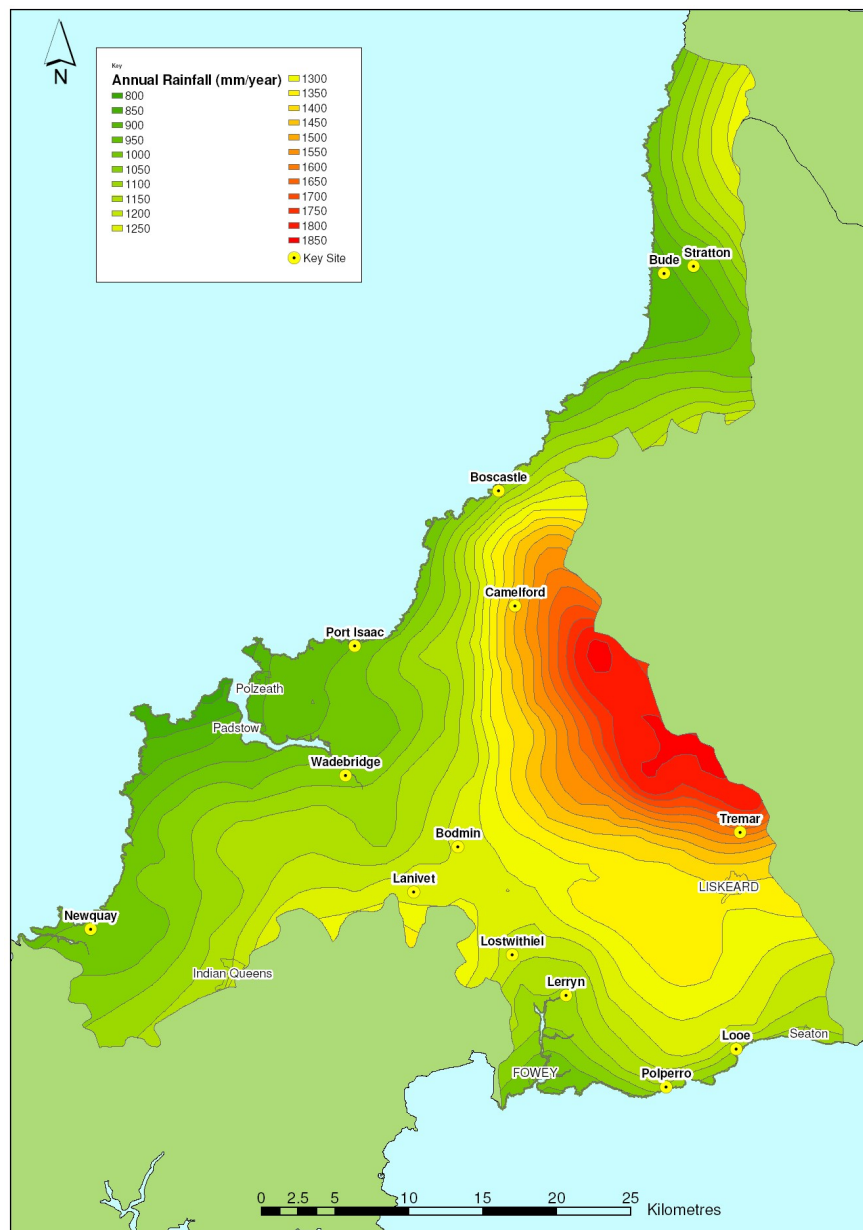 N
Key
Annual Rainfall (mm/year)
800
850
900
950
1000
1050
1100
1150
1200
1250
1300
1350
1400
1450
1500
1550
1600
1650
1700
1750
1800
1850
Key Site
Stratton
Bude
Boscastle
Camelford
Port Isaac
Polzeath
Padstow
Wadebridge
Tremar
Bodmin
Lanivet
LISKEARD
Newquay
Lostwithiel
Indian Queens
Lerryn
Looe
Seaton
FOWEY
Polperro
0 2.5 5 10 15 20 25 Kilometres